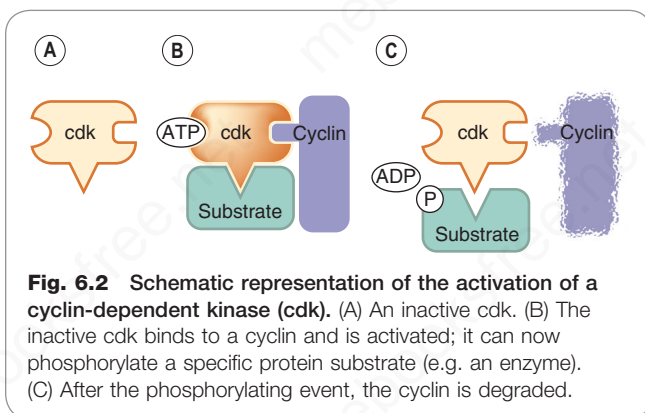 A B C
cdk ATP cdk Cyclin cdk Cyclin
ADP
P
Substrate Substrate
Fig. 6.2 Schematic representation of the activation of a
cyclin-dependent kinase (cdk). (A) An inactive cdk. (B) The
inactive cdk binds to a cyclin and is activated; it can now
phosphorylate a specific protein substrate (e.g. an enzyme).
(C) After the phosphorylating event, the cyclin is degraded.